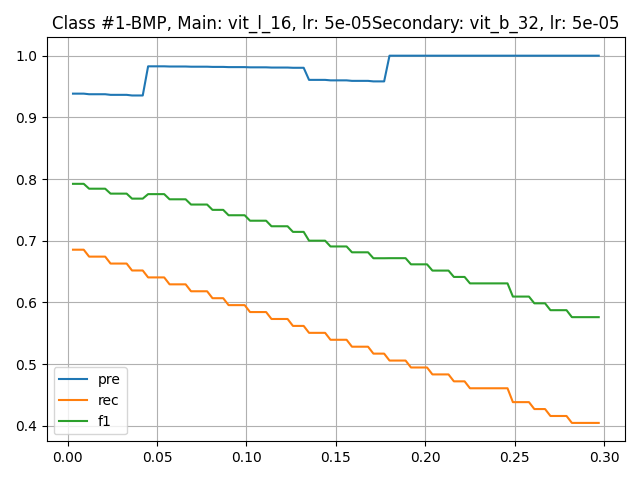 Class #1-BMP, Main: vit_l_16, lr: 5e-05Secondary: vit_b_32, lr: 5e-05
1.0
0.9
0.8
0.7
0.6
0.5
0.4
pre
rec
f1
0.00 0.05 0.10 0.15 0.20 0.25 0.30